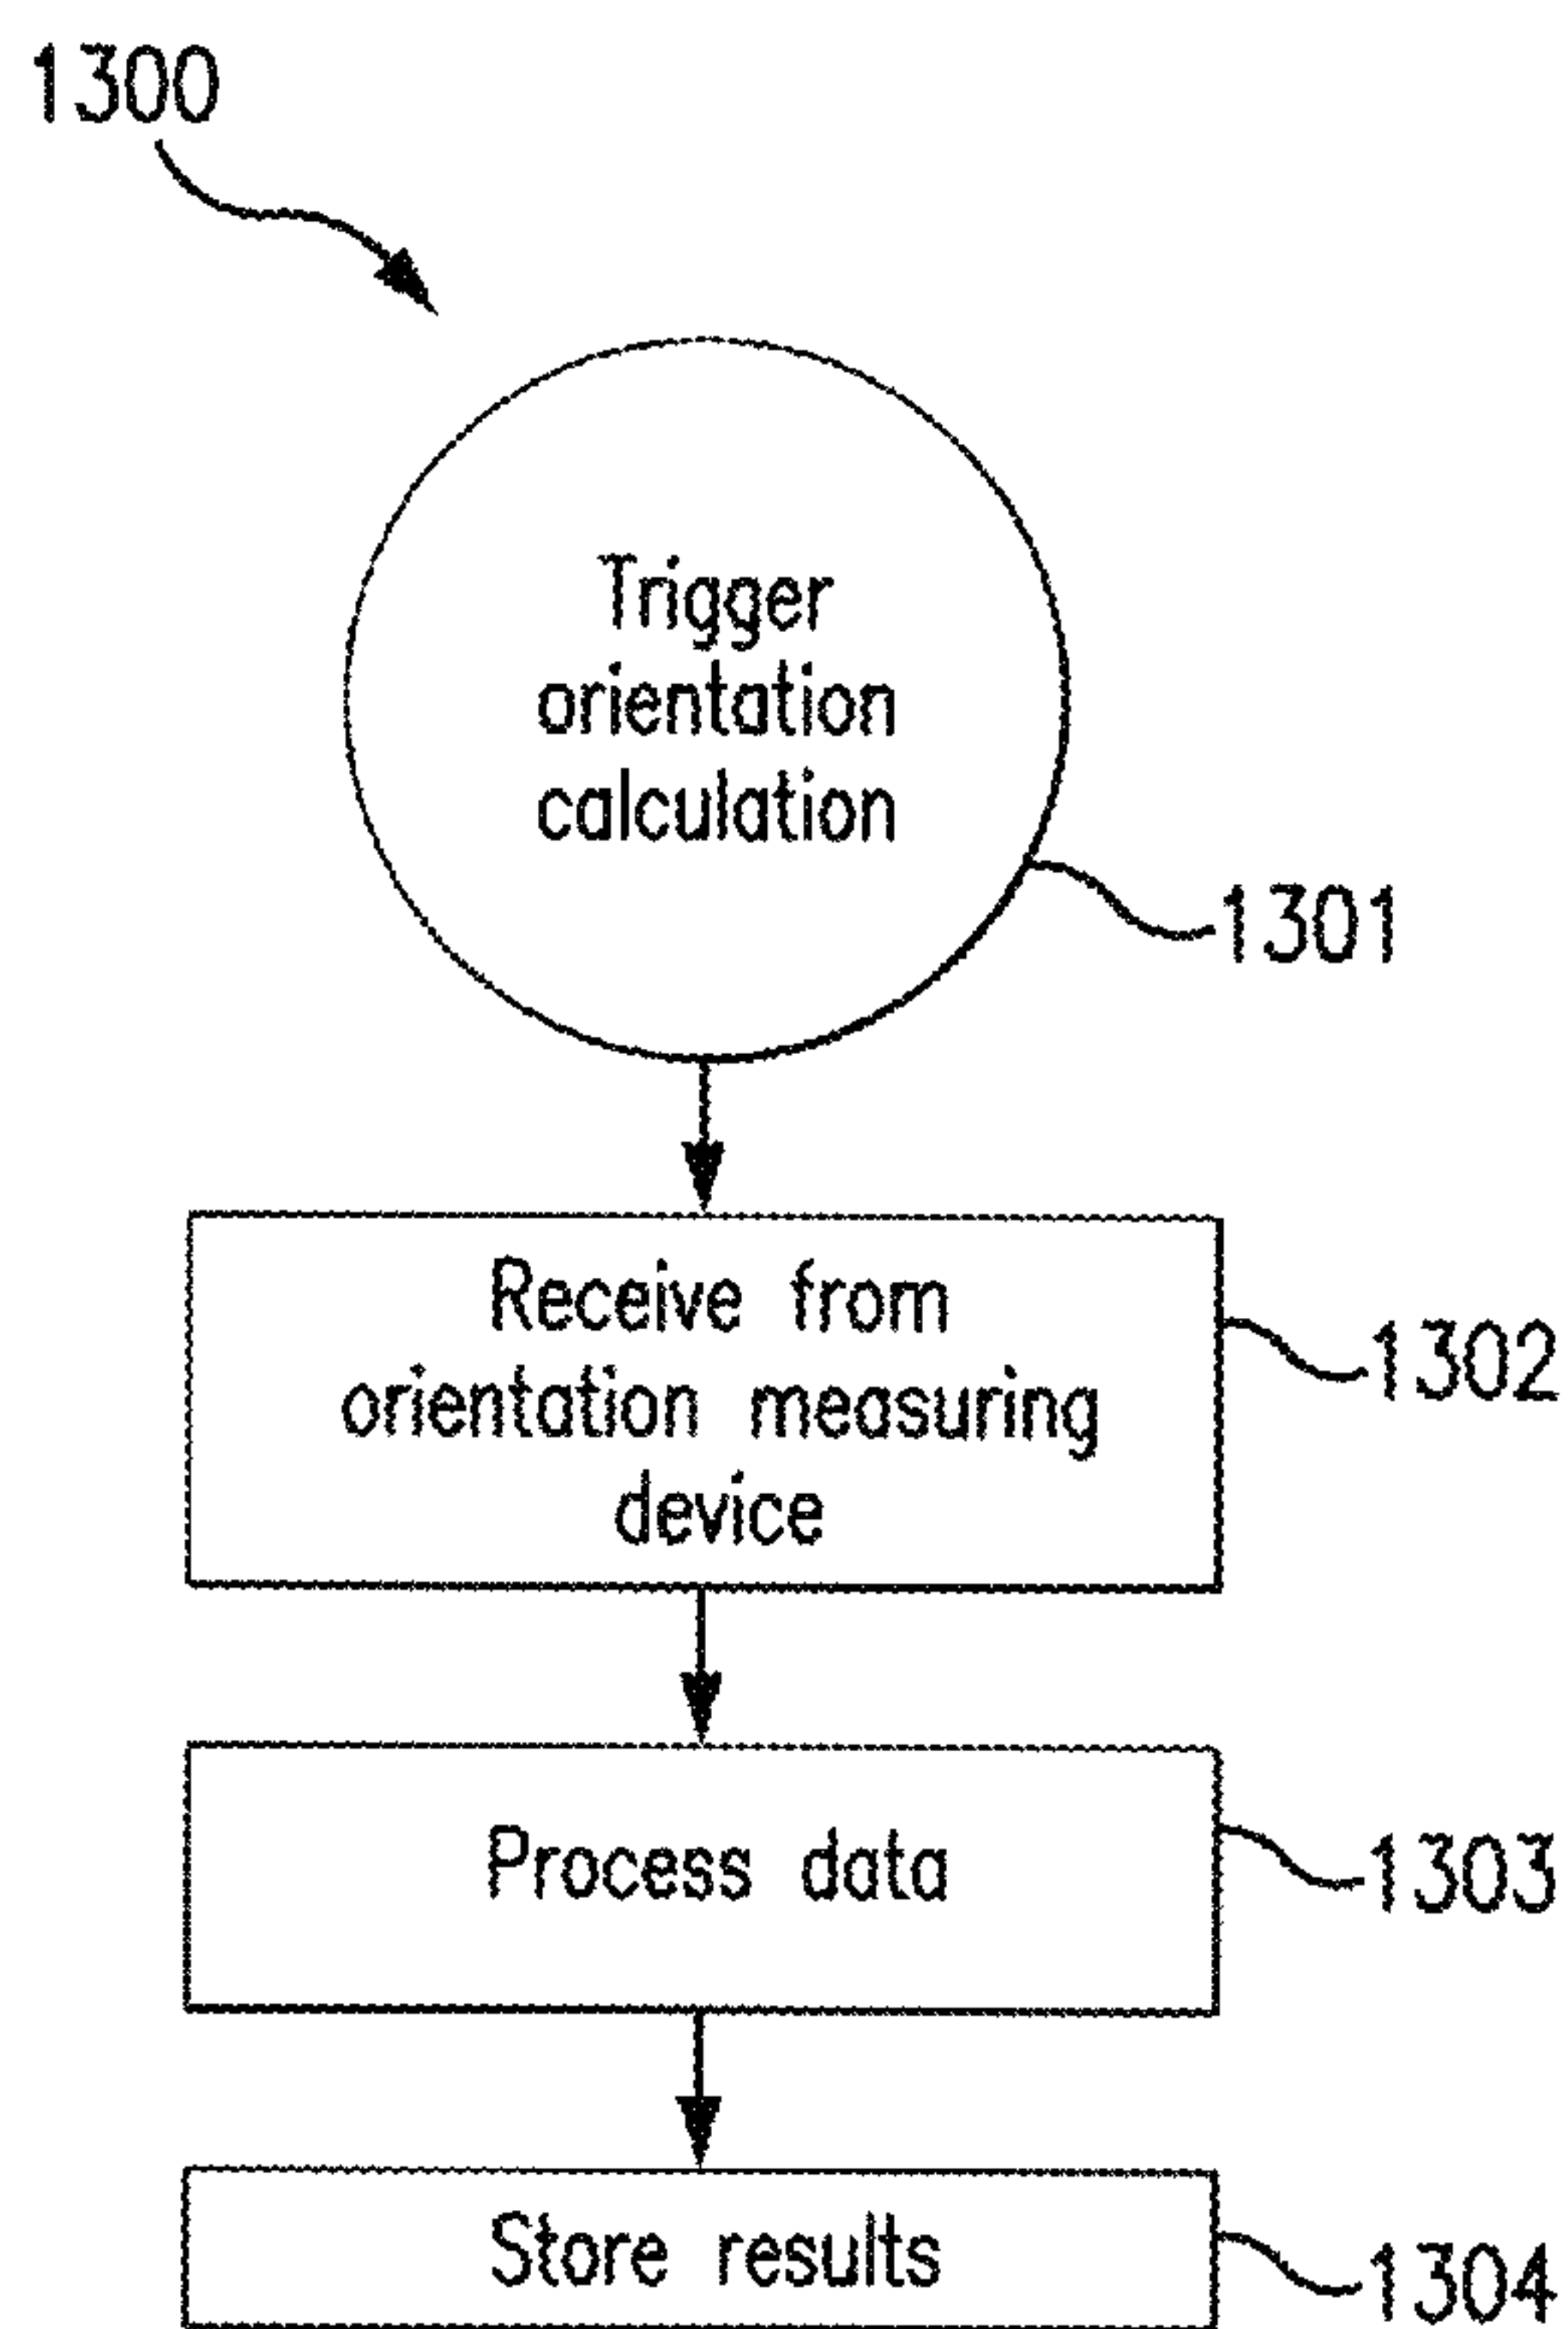 1300
Trigger
orientation
calculation
1301
Receive from
orientation measuring
device
1302
Process data
1303
Store results
1304